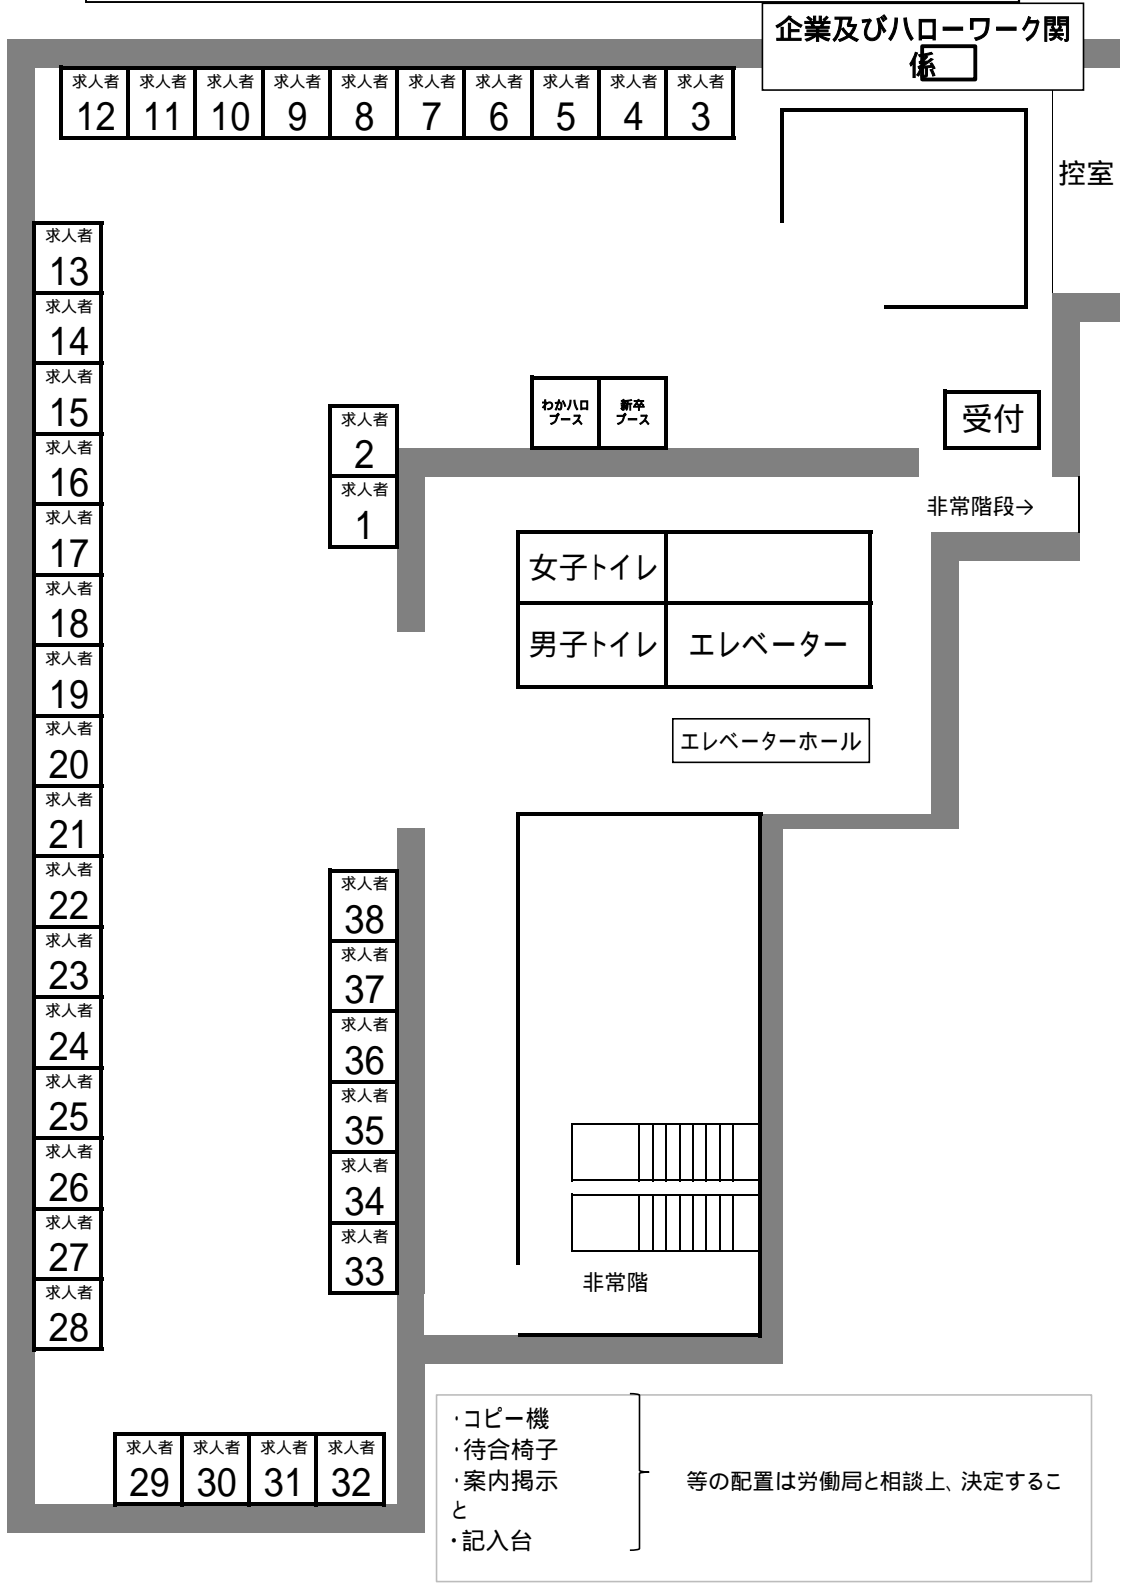 企業及びハローワーク関
係
求人者 求人者 求人者 求人者 求人者 求人者 求人者 求人者 求人者 求人者
12 11 10 9 8 7 6 5 4 3
控室
求人者
13
求人者
14
求人者
15
求人者
16
求人者
17
求人者
18
求人者
19
求人者
20
求人者
21
求人者
22
求人者
23
求人者
24
求人者
25
求人者
26
求人者
27
求人者
28
求人者
2
求人者
1
わかハロ
ブース
新卒
ブース
受付
非常階段→
女子トイレ
男子トイレ
エレベーター
エレベーターホール
求人者
38
求人者
37
求人者
36
求人者
35
求人者
34
求人者
33
非常階
求人者 求人者 求人者 求人者
29 30 31 32
・コピー機
・待合椅子
・案内掲示
と
・記入台
等の配置は労働局と相談上、決定するこ